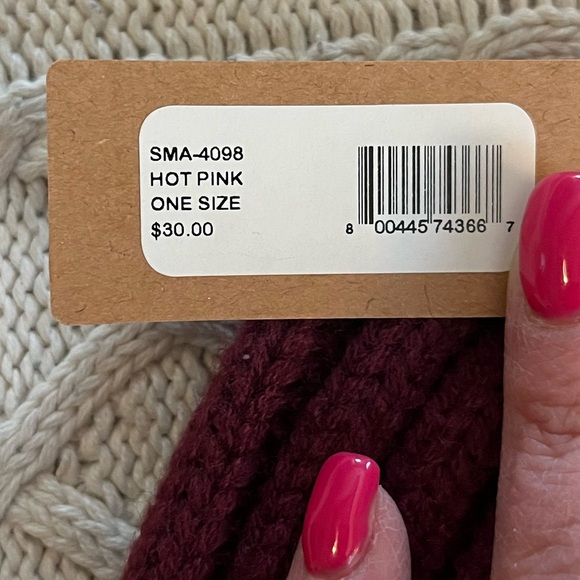 SMA-4098
HOT PINK
ONE SIZE
$30.00
8 00445 74366 7